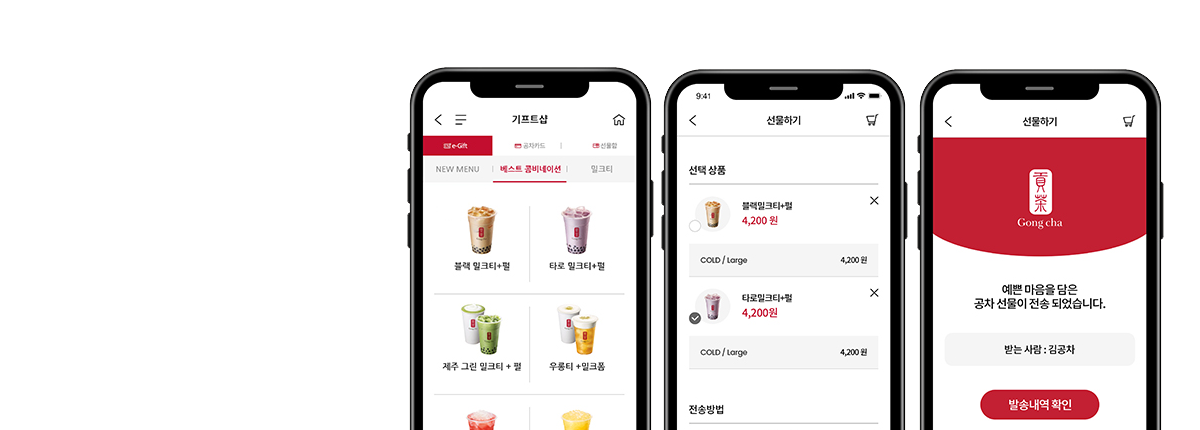 기프트샵
e-Gift
공차카드
선물함
NEW MENU
베스트 콤비네이션
밀크티
블랙 밀크티+펄
타로 밀크티+펄
제주 그린 밀크티 + 펄
우롱티 +밀크폼
9:41
선물하기
선택 상품
블랙밀크티+펄
4,200 원
COLD / Large
4,200 원
타로밀크티+펄
4,200원
COLD / Large
4,200 원
전송방법
선물하기
貢茶
Gong cha
예쁜 마음을 담은
공차 선물이 전송 되었습니다.
받는 사람 : 김공차
발송내역 확인